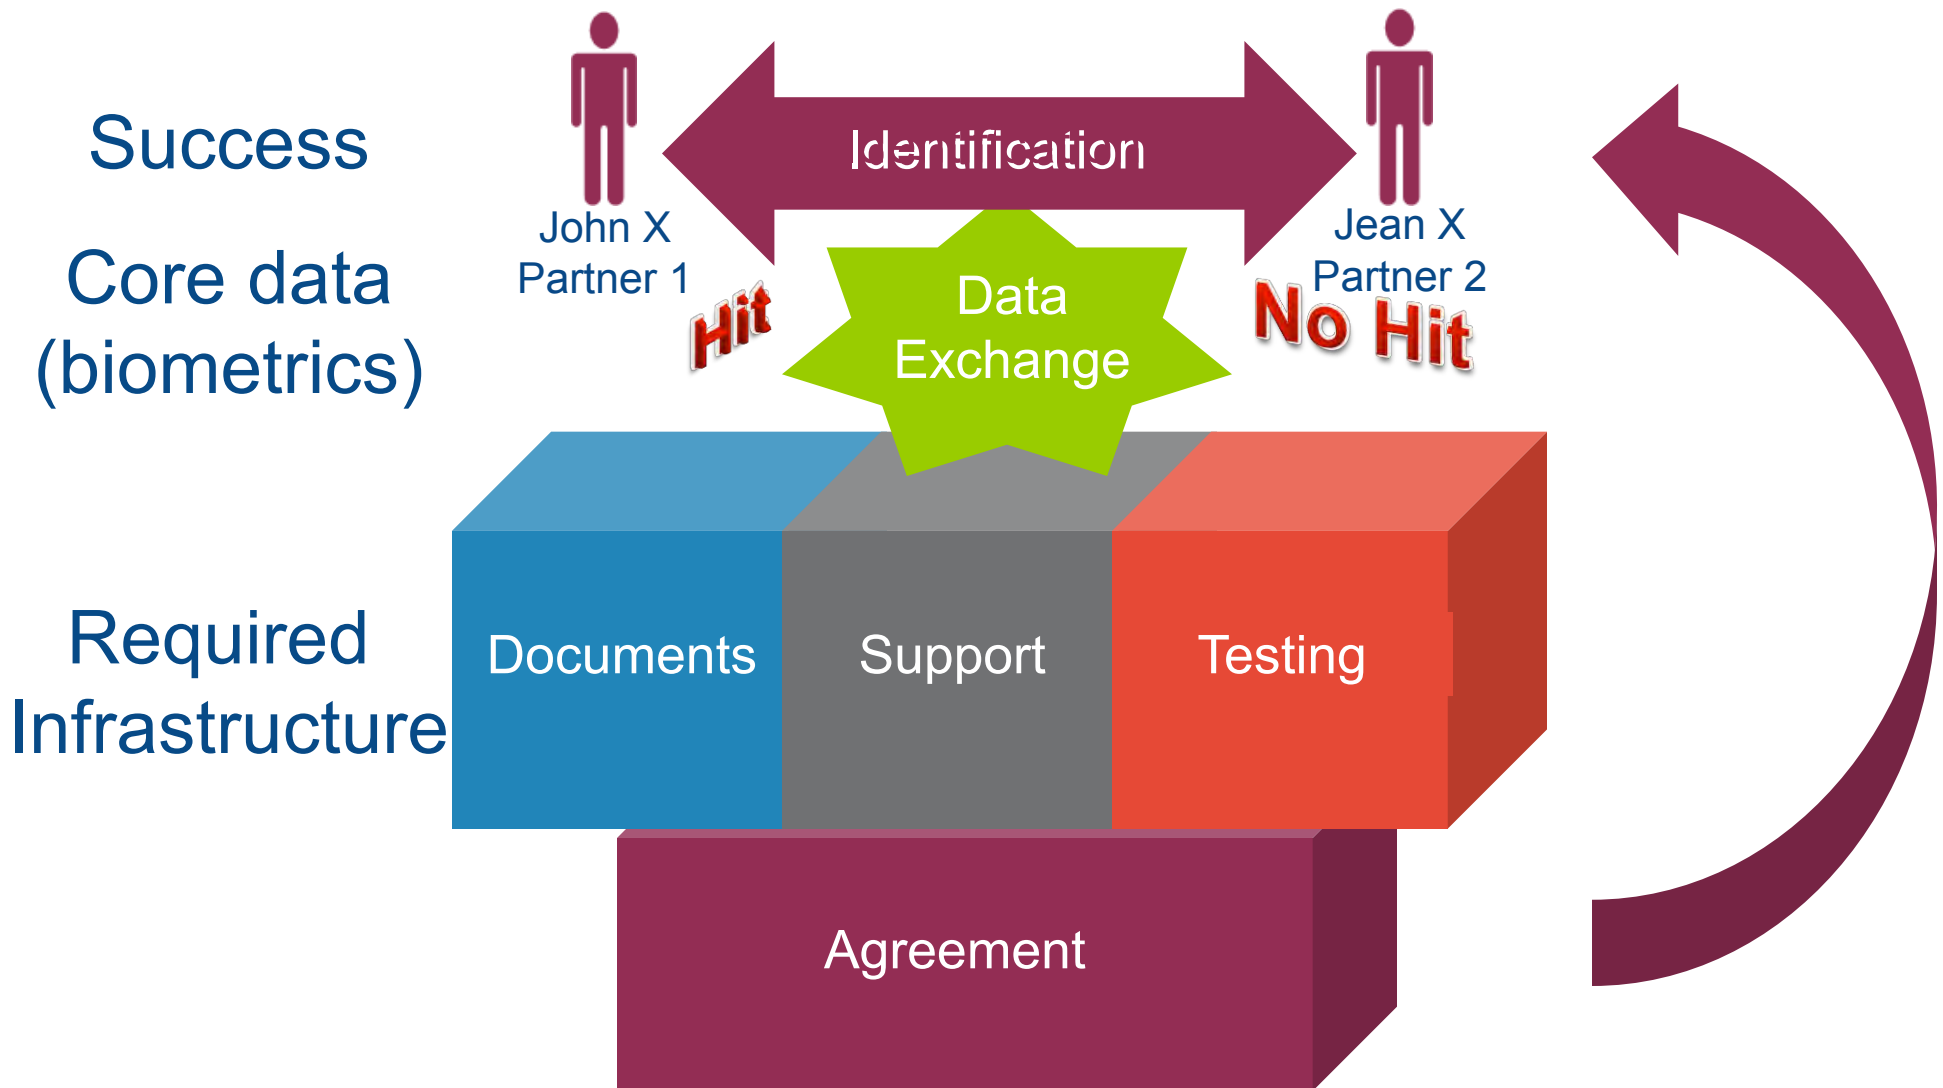 Success
Core data
(biometrics)
Required
Infrastructure
Identification
John X
Partner 1
Jean X
Partner 2
Hit
Data
Exchange
No Hit
Documents
Support
Testing
Agreement